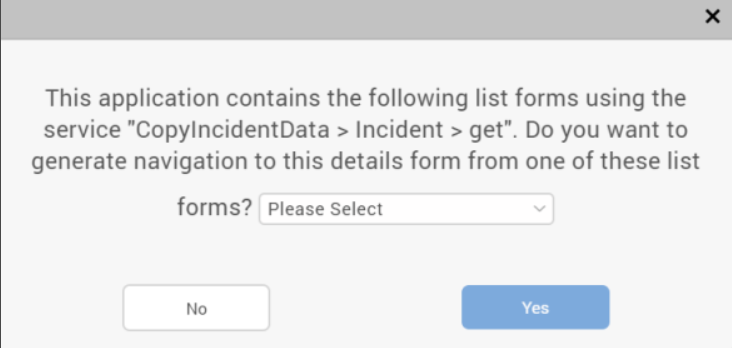 This application contains the following list forms using the
service "CopyIncidentData > Incident > get". Do you want to
generate navigation to this details form from one of these list
forms? Please Select
No Yes